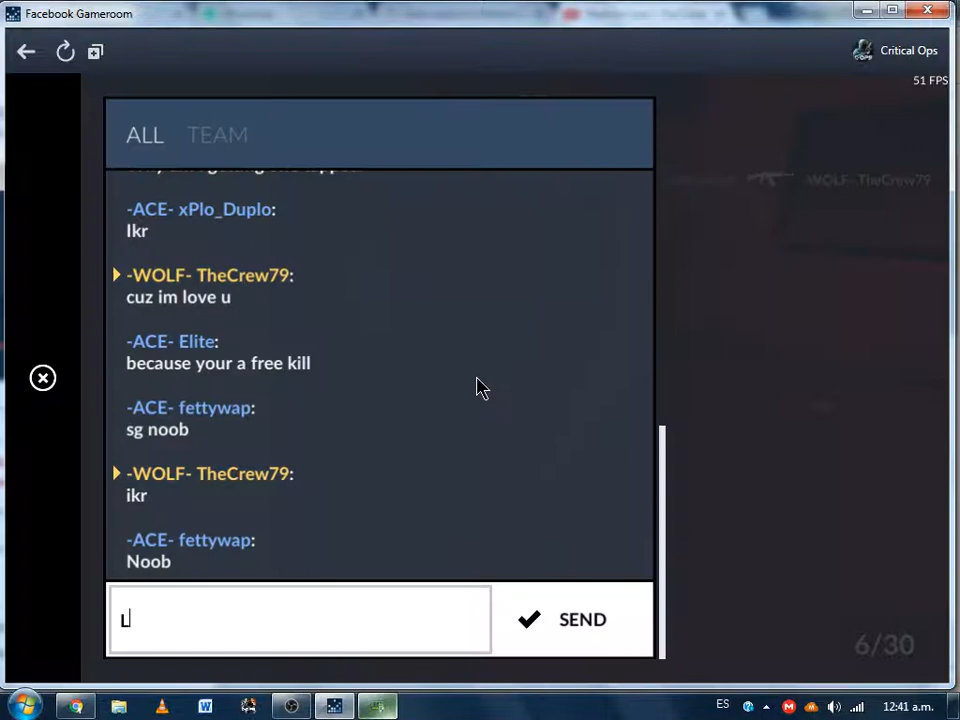 Facebook Gameroom
Critical Ops
51 FPS
ALL TEAM
-WOLF- TheCrew79
-ACE- xPlo_Duplo:
Ikr
-WOLF- TheCrew79:
cuz im love u
-ACE- Elite:
because your a free kill
-ACE- fettywap:
sg noob
-WOLF- TheCrew79:
ikr
-ACE- fettywap:
Noob
L
SEND
6/30
ES
12:41 a.m.